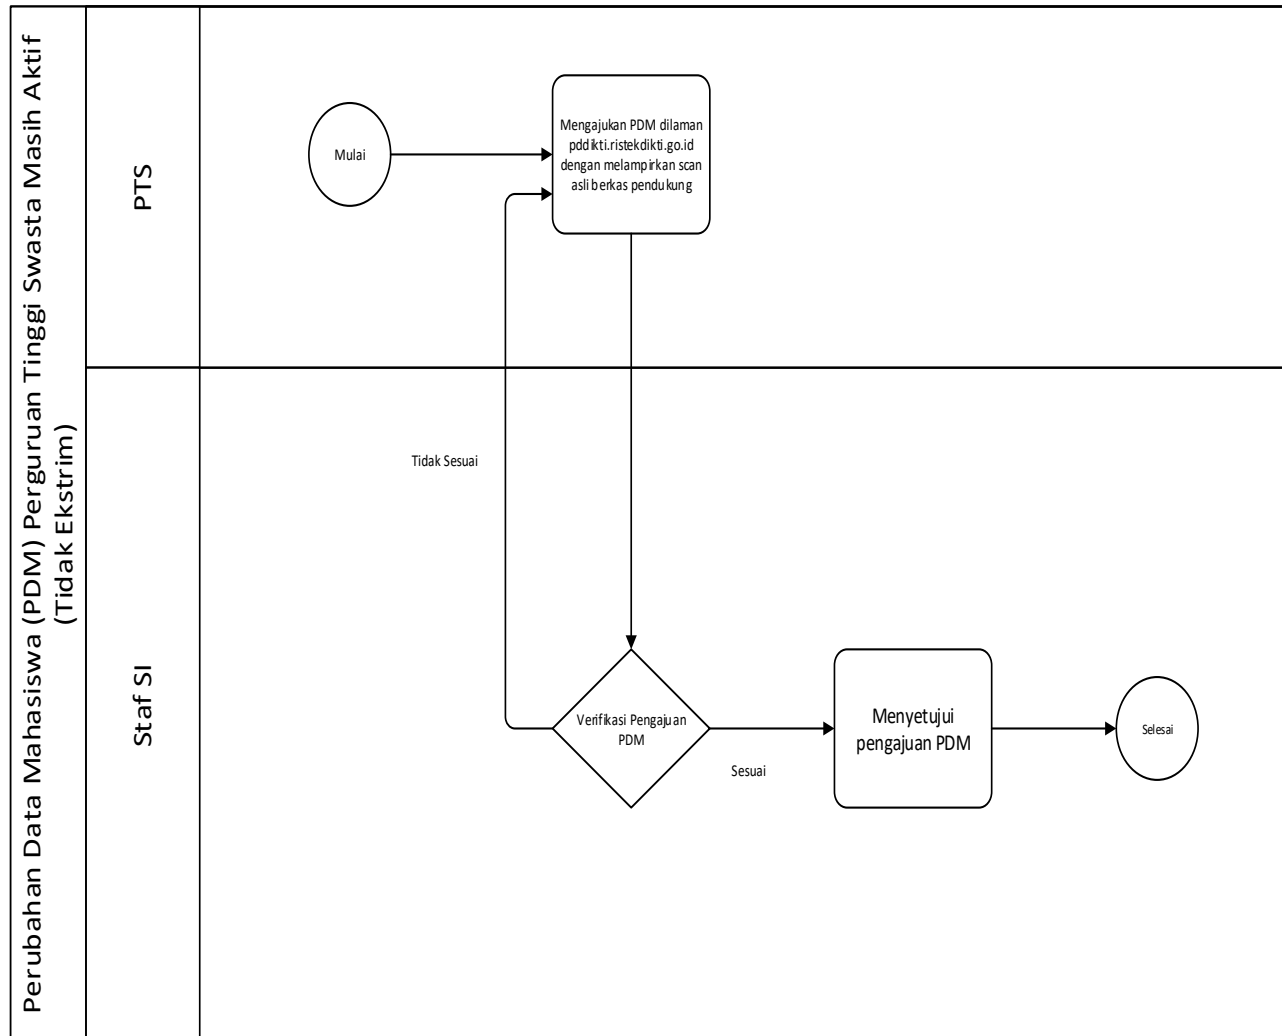 Perubahan Data Mahasiswa (PDM) Perguruan Tinggi Swasta Masih Aktif
(Tidak Ekstrim)
PTS
Mulai
Mengajukan PDM dilaman
pddikti.ristekdikti.go.id
dengan melampirkan scan
asli berkas pendukung
Staf SI
Tidak Sesuai
Verifikasi Pengajuan
PDM
Sesuai
Menyetujui
pengajuan PDM
Selesai